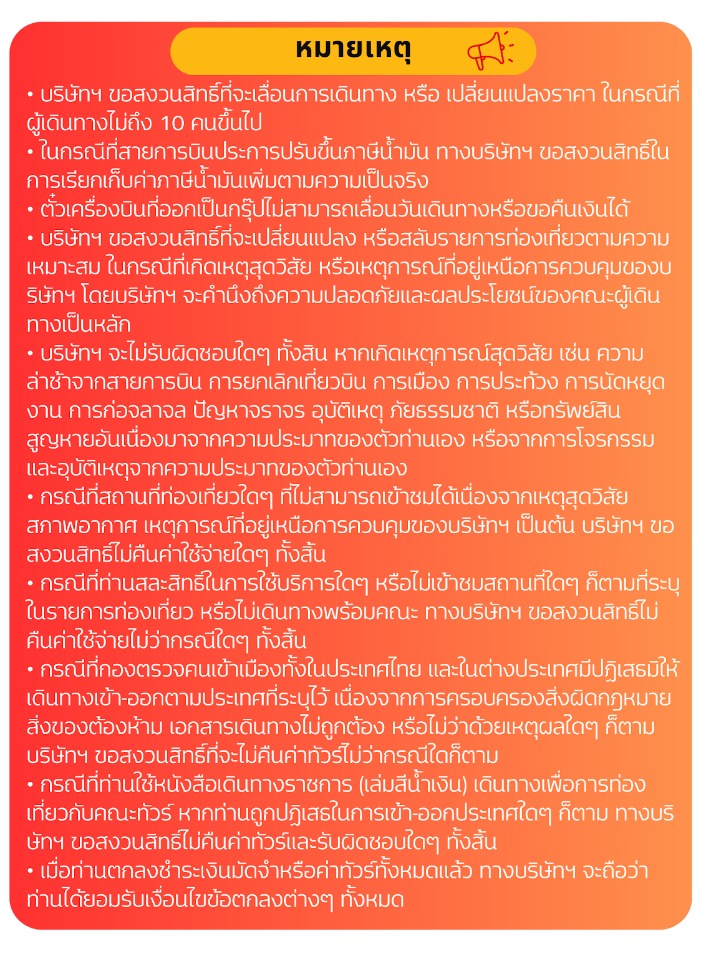 หมายเหตุ
• บริษัทฯ ขอสงวนสิทธิ์ที่จะเลื่อนการเดินทาง หรือ เปลี่ยนแปลงราคา ในกรณีที่
ผู้เดินทางไม่ถึง 10 คนขึ้นไป
• ในกรณีที่สายการบินประการปรับขึ้นภาษีน้ำมัน ทางบริษัทฯ ขอสงวนสิทธิ์ใน
การเรียกเก็บค่าภาษีน้ำมันเพิ่มตามความเป็นจริง
• ตั๋วเครื่องบินที่ออกเป็นกรุ๊ปไม่สามารถเลื่อนวันเดินทางหรือขอคืนเงินได้
• บริษัทฯ ขอสงวนสิทธิ์ที่จะเปลี่ยนแปลง หรือสลับรายการท่องเที่ยวตามความ
เหมาะสม ในกรณีที่เกิดเหตุสุดวิสัย หรือเหตุการณ์ที่อยู่เหนือการควบคุมของบ
ริษัทฯ โดยบริษัทฯ จะคำนึงถึงความปลอดภัยและผลประโยชน์ของคณะผู้เดิน
ทางเป็นหลัก
• บริษัทฯ จะไม่รับผิดชอบใดๆ ทั้งสิน หากเกิดเหตุการณ์สุดวิสัย เช่น ความ
ล่าช้าจากสายการบิน การยกเลิกเที่ยวบิน การเมือง การประท้วง การนัดหยุด
งาน การก่อจลาจล ปัญหาจราจร อุบัติเหตุ ภัยธรรมชาติ หรือทรัพย์สิน
สูญหายอันเนื่องมาจากความประมาทของตัวท่านเอง หรือจากการโจรกรรม
และอุบัติเหตุจากความประมาทของตัวท่านเอง
• กรณีที่สถานที่ท่องเที่ยวใดๆ ที่ไม่สามารถเข้าชมได้เนื่องจากเหตุสุดวิสัย
สภาพอากาศ เหตุการณ์ที่อยู่เหนือการควบคุมของบริษัทฯ เป็นต้น บริษัทฯ ขอ
สงวนสิทธิ์ไม่คืนค่าใช้จ่ายใดๆ ทั้งสิ้น
• กรณีที่ท่านสละสิทธิ์ในการใช้บริการใดๆ หรือไม่เข้าชมสถานที่ใดๆ ก็ตามที่ระบุ
ในรายการท่องเที่ยว หรือไม่เดินทางพร้อมคณะ ทางบริษัทฯ ขอสงวนสิทธิ์ไม่
คืนค่าใช้จ่ายไม่ว่ากรณีใดๆ ทั้งสิ้น
• กรณีที่กองตรวจคนเข้าเมืองทั้งในประเทศไทย และในต่างประเทศมีปฏิเสธมิให้
เดินทางเข้า-ออกตามประเทศที่ระบุไว้ เนื่องจากการครอบครองสิ่งผิดกฎหมาย
สิ่งของต้องห้าม เอกสารเดินทางไม่ถูกต้อง หรือไม่ว่าด้วยเหตุผลใดๆ ก็ตาม
บริษัทฯ ขอสงวนสิทธิ์ที่จะไม่คืนค่าทัวร์ไม่ว่ากรณีใดก็ตาม
• กรณีที่ท่านใช้หนังสือเดินทางราชการ (เล่มสีน้ำเงิน) เดินทางเพื่อการท่อง
เที่ยวกับคณะทัวร์ หากท่านถูกปฏิเสธในการเข้า-ออกประเทศใดๆ ก็ตาม ทางบริ
ษัทฯ ขอสงวนสิทธิ์ไม่คืนค่าทัวร์และรับผิดชอบใดๆ ทั้งสิ้น
• เมื่อท่านตกลงชำระเงินมัดจำหรือค่าทัวร์ทั้งหมดแล้ว ทางบริษัทฯ จะถือว่า
ท่านได้ยอมรับเงื่อนไขข้อตกลงต่างๆ ทั้งหมด